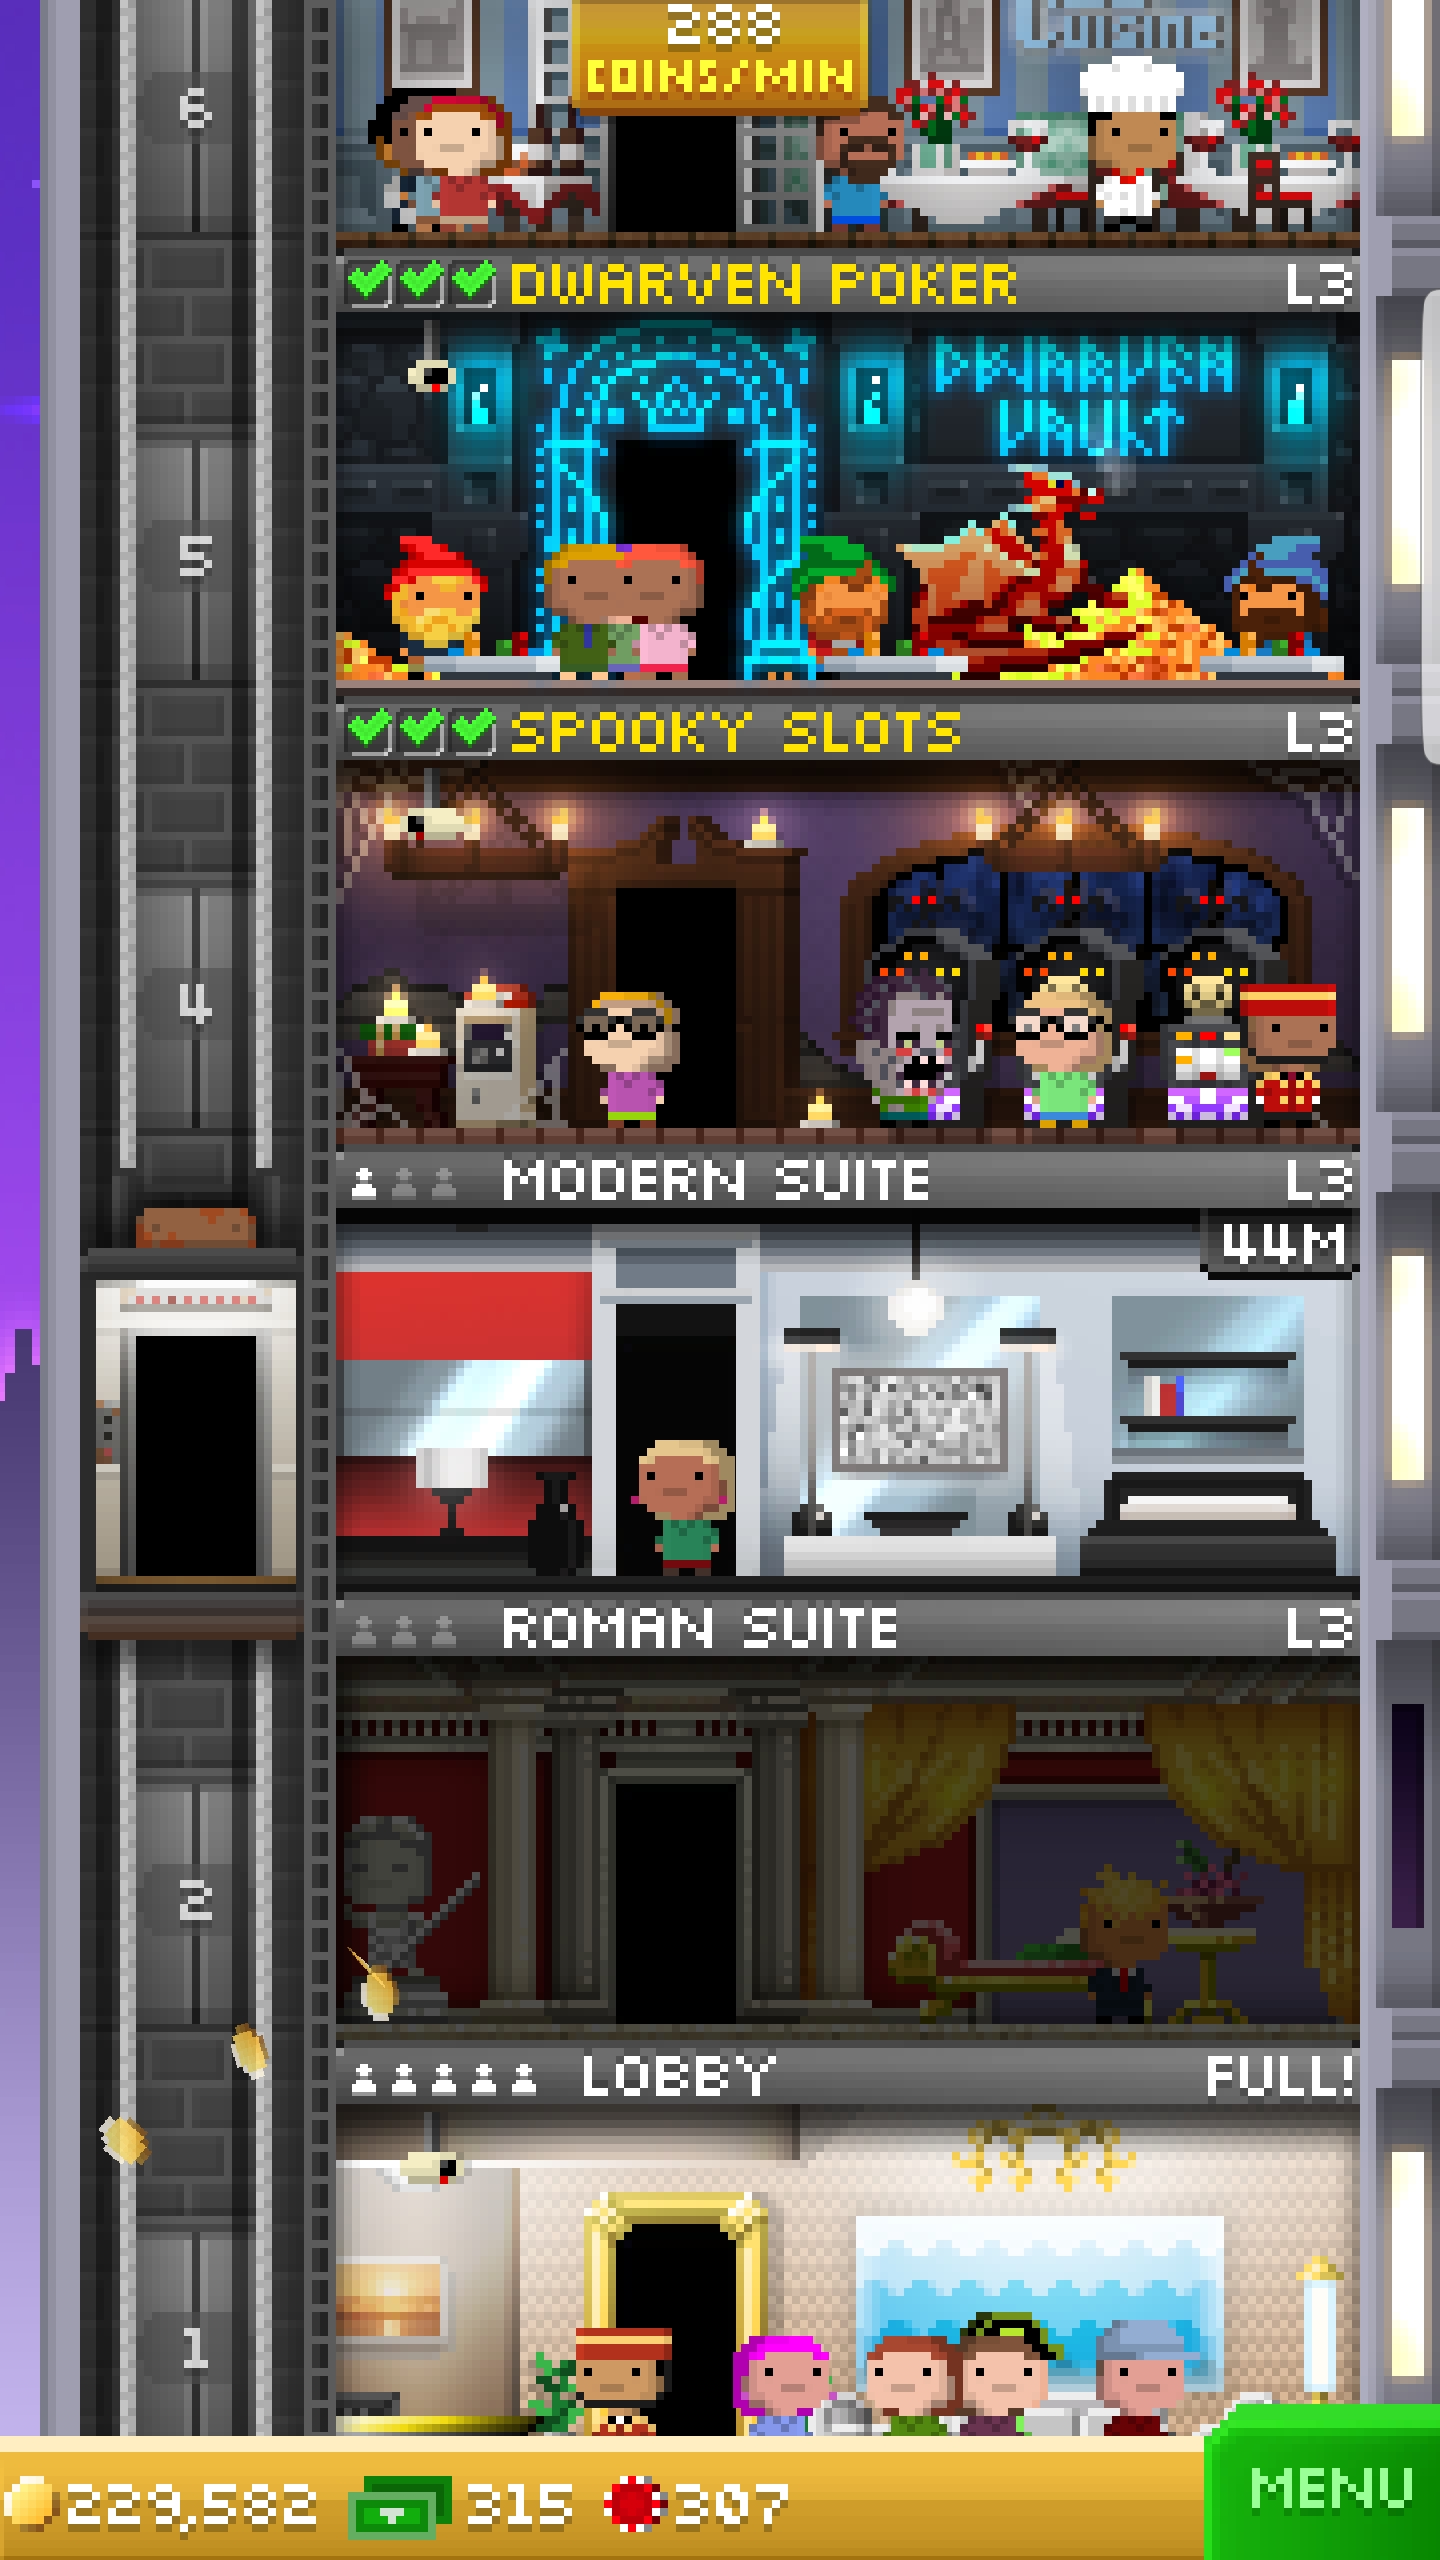 Cuisine
288
COINS/MIN
6
DWARVEN POKER L3
DWARVEN
VAULT
5
SPOOKY SLOTS L3
4
MODERN SUITE L3
44M
ROMAN SUITE L3
2
LOBBY FULL!
1
229,582 315 307
MENU